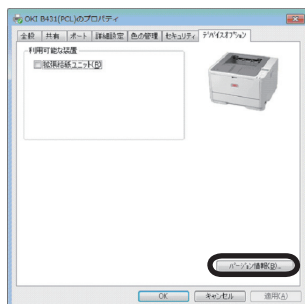 OKI B431(PCL)のプロパティ
全般 共有 ポート 詳細設定 色の管理 セキュリティ デバイスオプション
利用可能な装置
拡張給紙ユニット(E)
バージョン情報(B)...
OK キャンセル 適用(A)